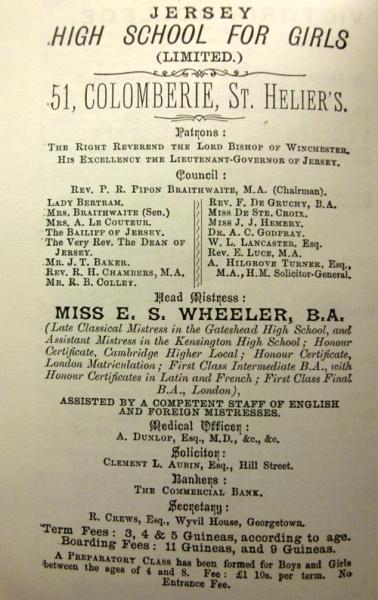 JERSEY
HIGH SCHOOL FOR GIRLS
(LIMITED.)
51, COLOMBERIE, ST. HELIER'S.
Patrons:
THE RIGHT REVEREND THE LORD BISHOP OF WINCHESTER.
HIS EXCELLENCY THE LIEUTENANT-GOVERNOR OF JERSEY.
Council:
REV. P. R. PIPON BRAITHWAITE, M.A. (Chairman).
LADY BERTRAM.
MRS. BRAITHWAITE (Sen.)
MRS. A. LE COUTEUR.
THE BAILIFF OF JERSEY.
The Very Rev. THE DEAN OF
JERSEY.
MR. J. T. BAKER.
REV. R. H. CHAMBERS, M.A.
MR. R. B. COLLEY.
REV. F. DE GRUCHY, B.A.
MISS DE STE. CROIX.
MISS J. J. HEMERY.
DR. A. C. GODFRAY.
W. L. LANCASTER, Esq.
REV. E. LUCE, M.A.
A. HILGROVE TURNER, Esq.,
M.A., H.M. Solicitor-General.
Head Mistress:
MISS E. S. WHEELER, B.A.
(Late Classical Mistress in the Gateshead High School, and
Assistant Mistress in the Kensington High School; Honour
Certificate, Cambridge Higher Local; Honour Certificate,
London Matriculation; First Class Intermediate B.A., with
Honour Certificates in Latin and French; First Class Final
B.A., London),
ASSISTED BY A COMPETENT STAFF OF ENGLISH
AND FOREIGN MISTRESSES.
Medical Officer:
A. DUNLOP, Esq., M.D., &c., &c.
Solicitor:
CLEMENT L. AUBIN, Esq., Hill Street.
Bankers:
THE COMMERCIAL BANK.
Secretary:
R. CREWS, Esq., Wyvil House, Georgetown.
Term Fees: 3, 4 & 5 Guineas, according to age.
Boarding Fees: 11 Guineas, and 9 Guineas.
A PREPARATORY CLASS has been formed for Boys and Girls
between the ages of 4 and 8. Fee: £1 10s. per term. No
Entrance Fee.